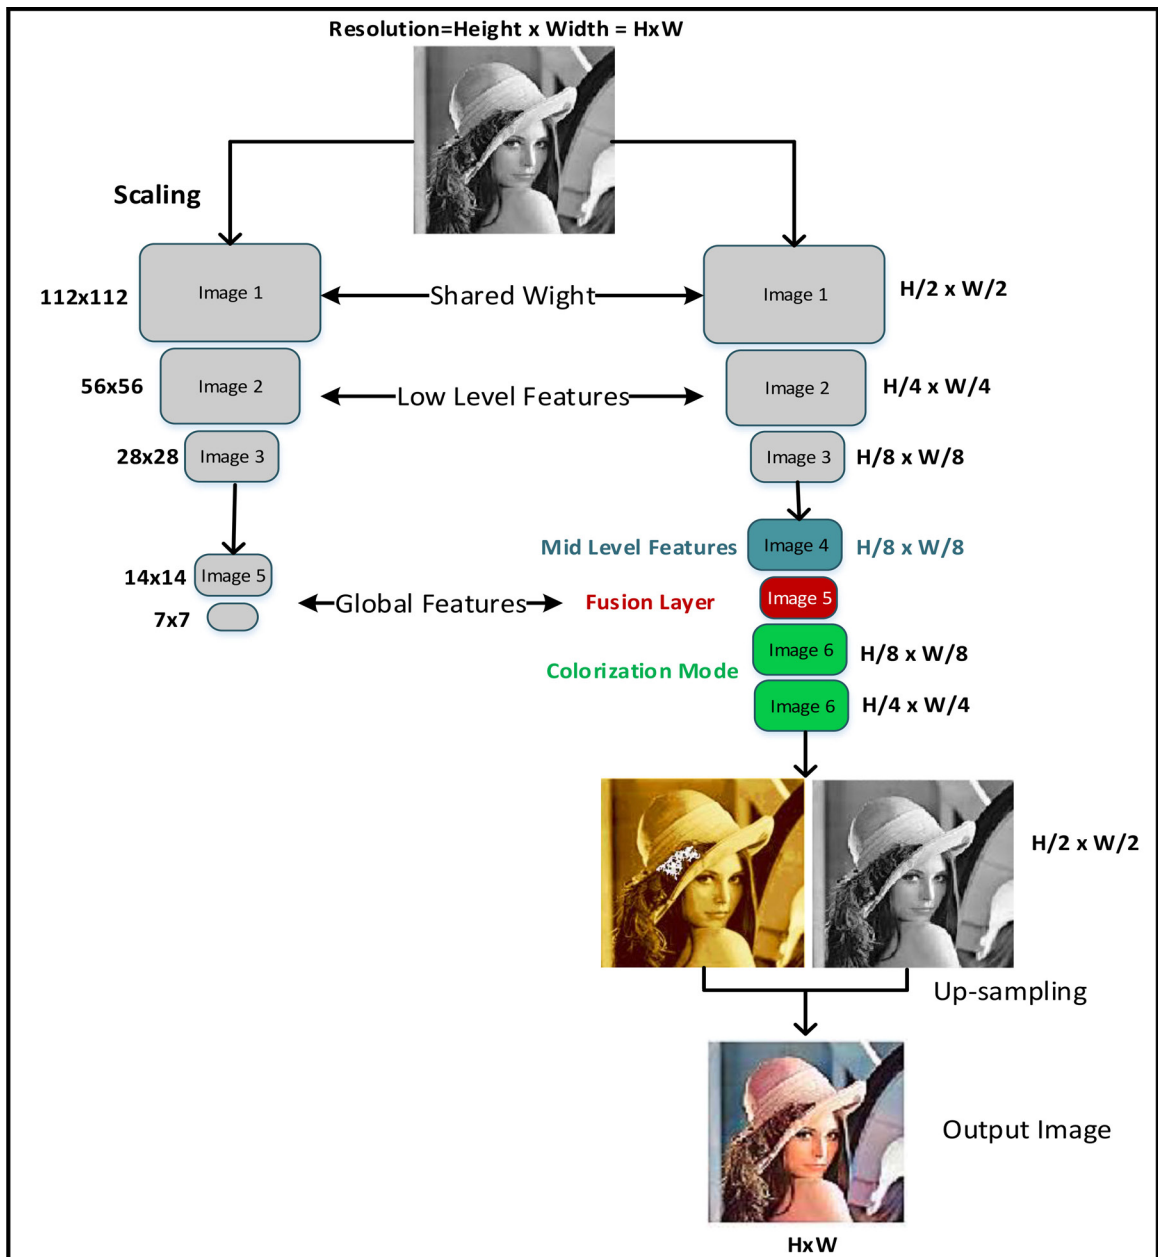 Resolution=Height x Width = HxW
Scaling
112x112
Image 1
Shared Wight
Image 1
H/2 x W/2
56x56
Image 2
Low Level Features
Image 2
H/4 x W/4
28x28
Image 3
Image 3
H/8 x W/8
Mid Level Features
Image 4
H/8 x W/8
14x14
Image 5
7x7
Global Features
Fusion Layer
Image 5
Colorization Mode
Image 6
H/8 x W/8
Image 6
H/4 x W/4
H/2 x W/2
Up-sampling
Output Image
HxW